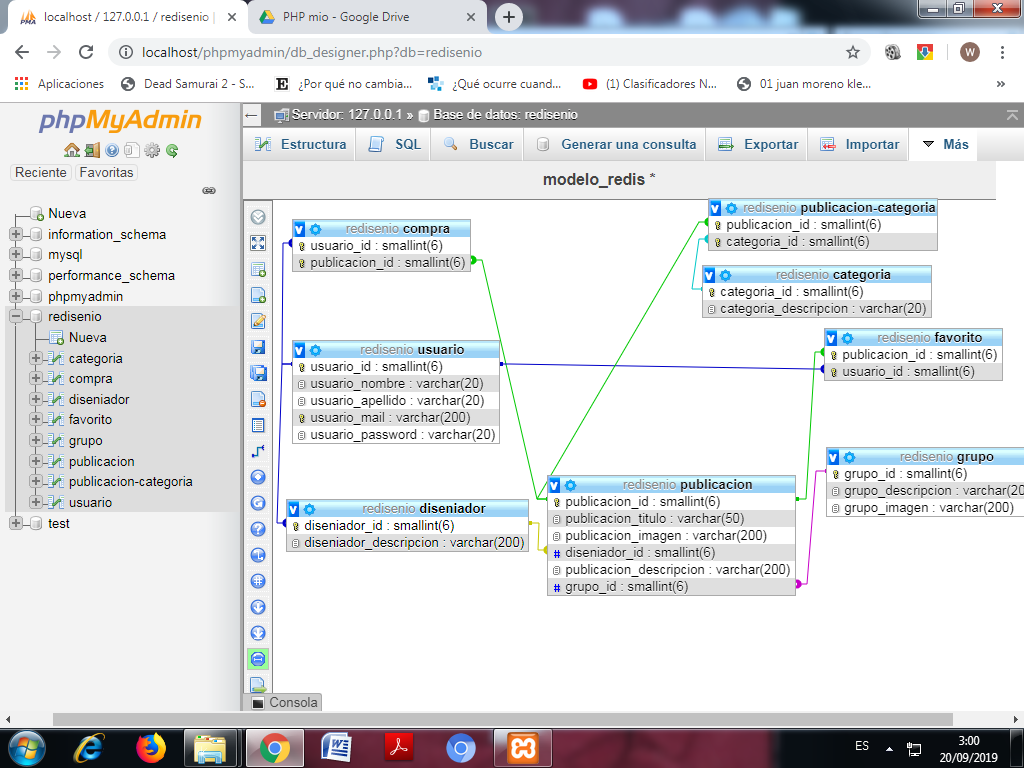 localhost / 127.0.0.1 / redisenio |
PHP mio - Google Drive
localhost/phpmyadmin/db_designer.php?db=redisenio
W
Aplicaciones
Dead Samurai 2 - S...
¿Por qué no cambia...
¿Qué ocurre cuand...
(1) Clasificadores N...
01 juan moreno kle...
»
phpMyAdmin
Reciente
Favoritas
Nueva
information_schema
mysql
performance_schema
phpmyadmin
redisenio
Nueva
categoria
compra
diseniador
favorito
grupo
publicacion
publicacion-categoria
usuario
test
Servidor: 127.0.0.1 » Base de datos: redisenio
Estructura
SQL
Buscar
Generar una consulta
Exportar
Importar
Más
modelo_redis *
redisenio compra
usuario_id : smallint(6)
publicacion_id : smallint(6)
redisenio publicacion-categoria
publicacion_id : smallint(6)
categoria_id : smallint(6)
redisenio categoria
categoria_id : smallint(6)
categoria_descripcion : varchar(20)
redisenio usuario
usuario_id : smallint(6)
usuario_nombre : varchar(20)
usuario_apellido : varchar(20)
usuario_mail : varchar(200)
usuario_password : varchar(20)
redisenio favorito
publicacion_id : smallint(6)
usuario_id : smallint(6)
redisenio grupo
grupo_id : smallint(6)
grupo_descripcion : varchar(20
grupo_imagen : varchar(200)
redisenio diseniador
diseniador_id : smallint(6)
diseniador_descripcion : varchar(200)
redisenio publicacion
publicacion_id : smallint(6)
publicacion_titulo : varchar(50)
publicacion_imagen : varchar(200)
# diseniador_id : smallint(6)
publicacion_descripcion : varchar(200)
# grupo_id : smallint(6)
Consola
ES
3:00
20/09/2019